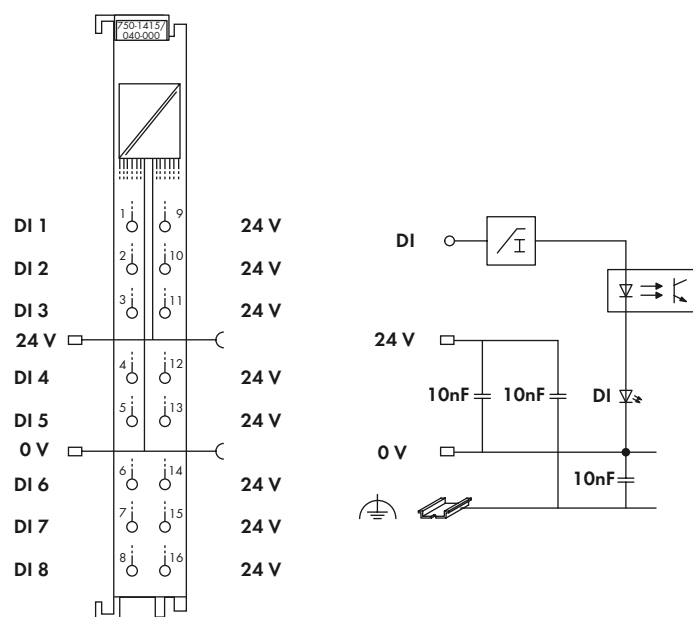 750-1415/
040-000
DI 1 1 9 24 V
DI 2 2 10 24 V
DI 3 3 11 24 V
24 V
DI 4 4 12 24 V
DI 5 5 13 24 V
0 V
DI 6 6 14 24 V
DI 7 7 15 24 V
DI 8 8 16 24 V
DI
24 V
10nF 10nF DI
0 V
10nF